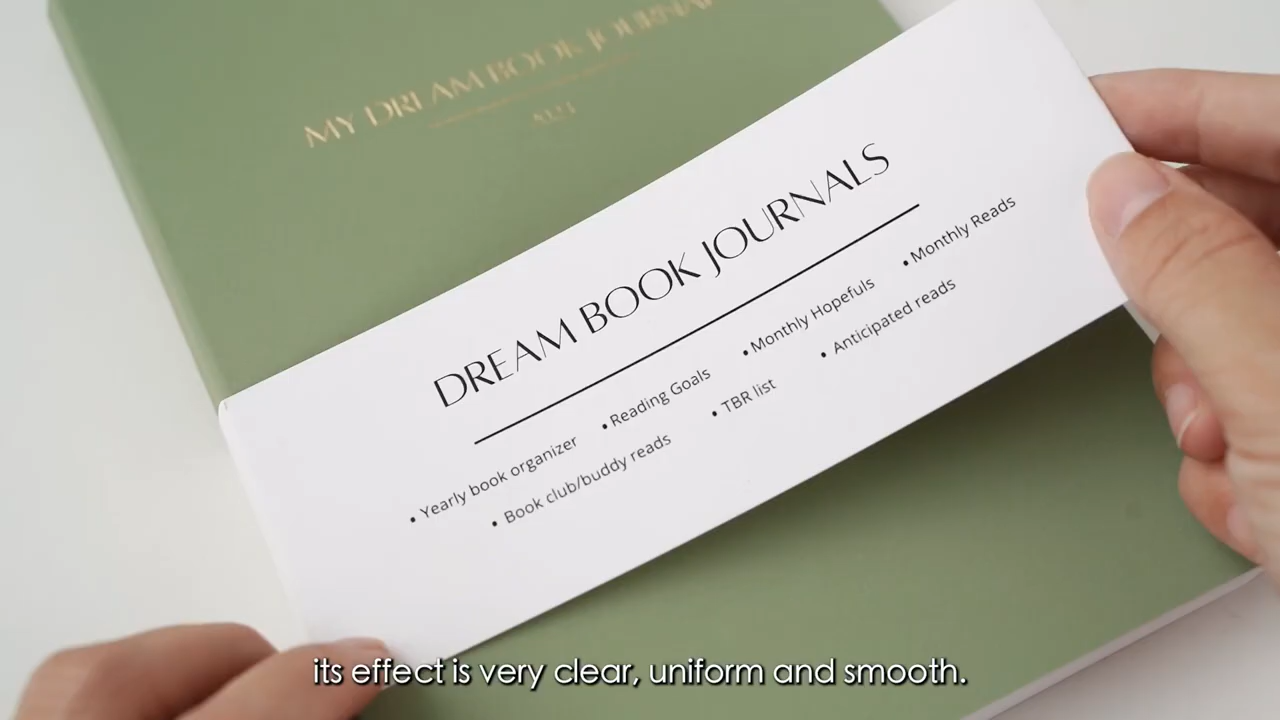 MY DREAM BOOK JOURNAL
DREAM BOOK JOURNALS
• Yearly book organizer • Reading Goals • Monthly Hopefuls • Monthly Reads
• Book club/buddy reads • TBR list • Anticipated reads
its effect is very clear, uniform and smooth.